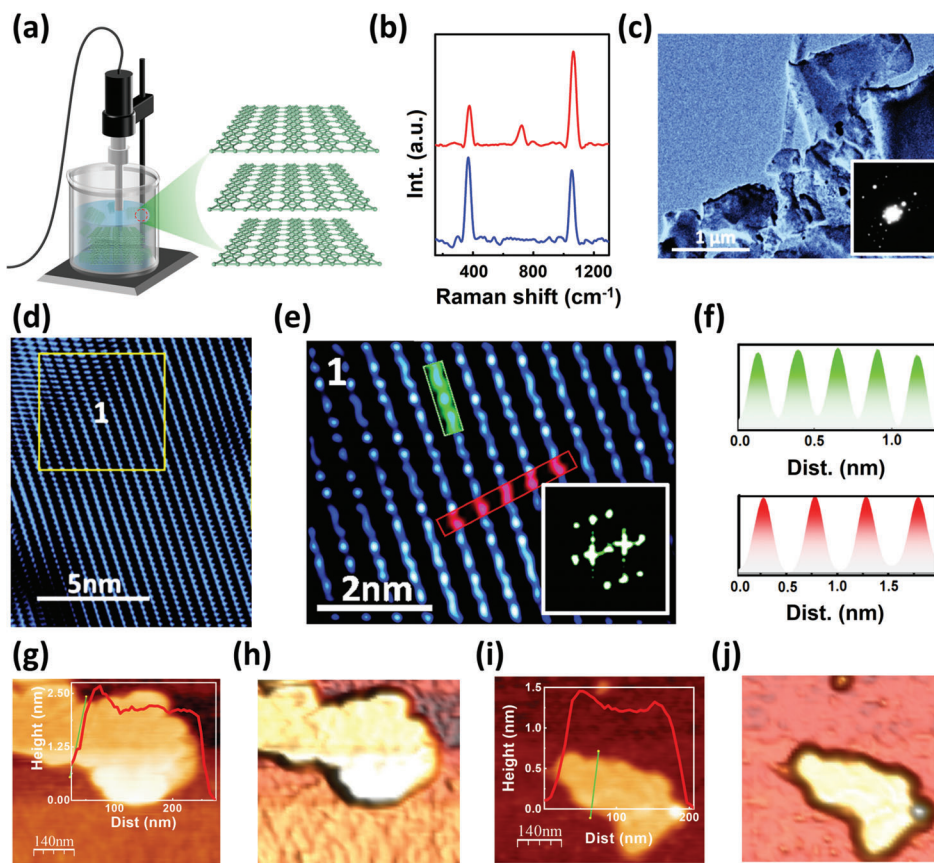 (a)
(b)
Int. (a.u.)
400 800 1200
Raman shift (cm-1)
(c)
1 µm
(d)
1
5nm
(e)
1
2nm
(f)
0.0 0.5 1.0
Dist. (nm)
0.0 0.5 1.0 1.5
Dist. (nm)
(g)
Height (nm)
2.50
1.25
0.00
100 200
Dist (nm)
140nm
(h)
(i)
Height (nm)
1.5
1.0
0.5
0.0
0 100 200
Dist (nm)
140nm
(j)